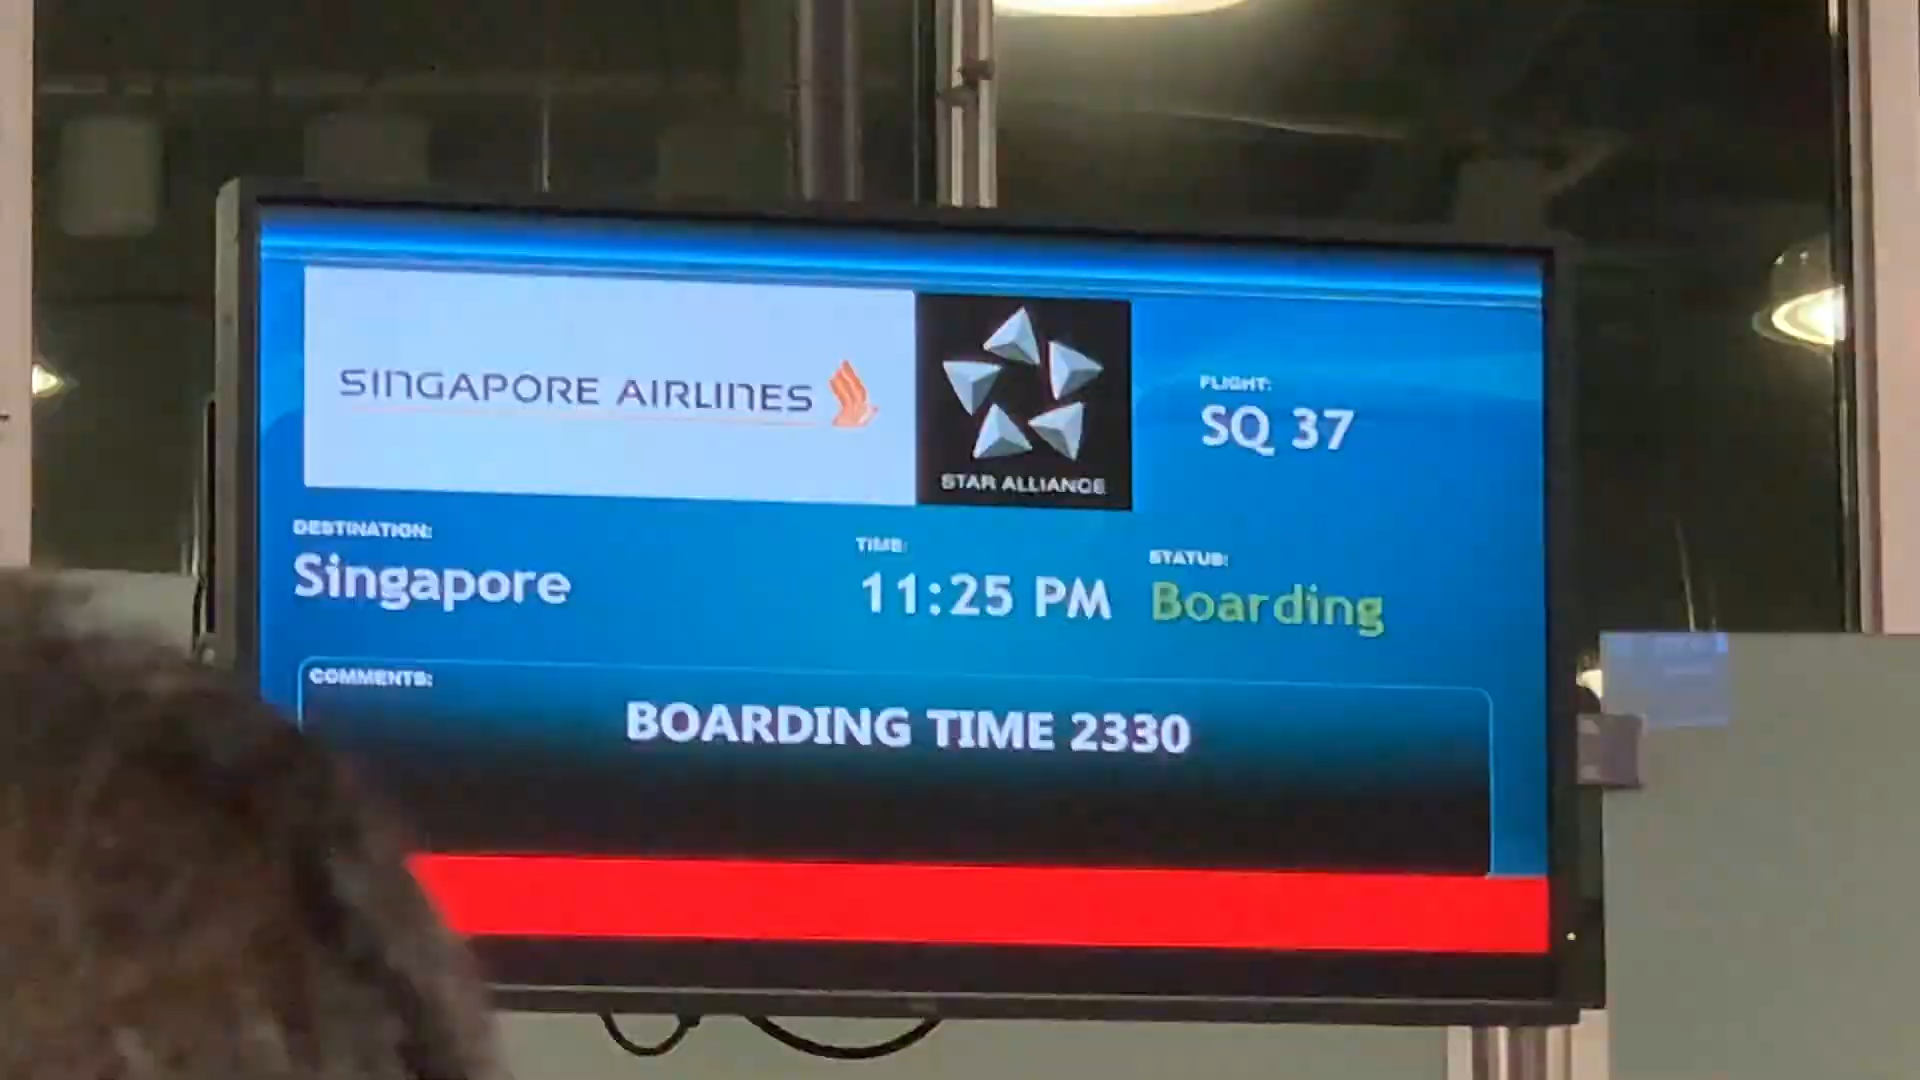 SINGAPORE AIRLINES
STAR ALLIANCE
FLIGHT:
SQ 37
DESTINATION:
Singapore
TIME:
11:25 PM
STATUS:
Boarding
COMMENTS:
BOARDING TIME 2330